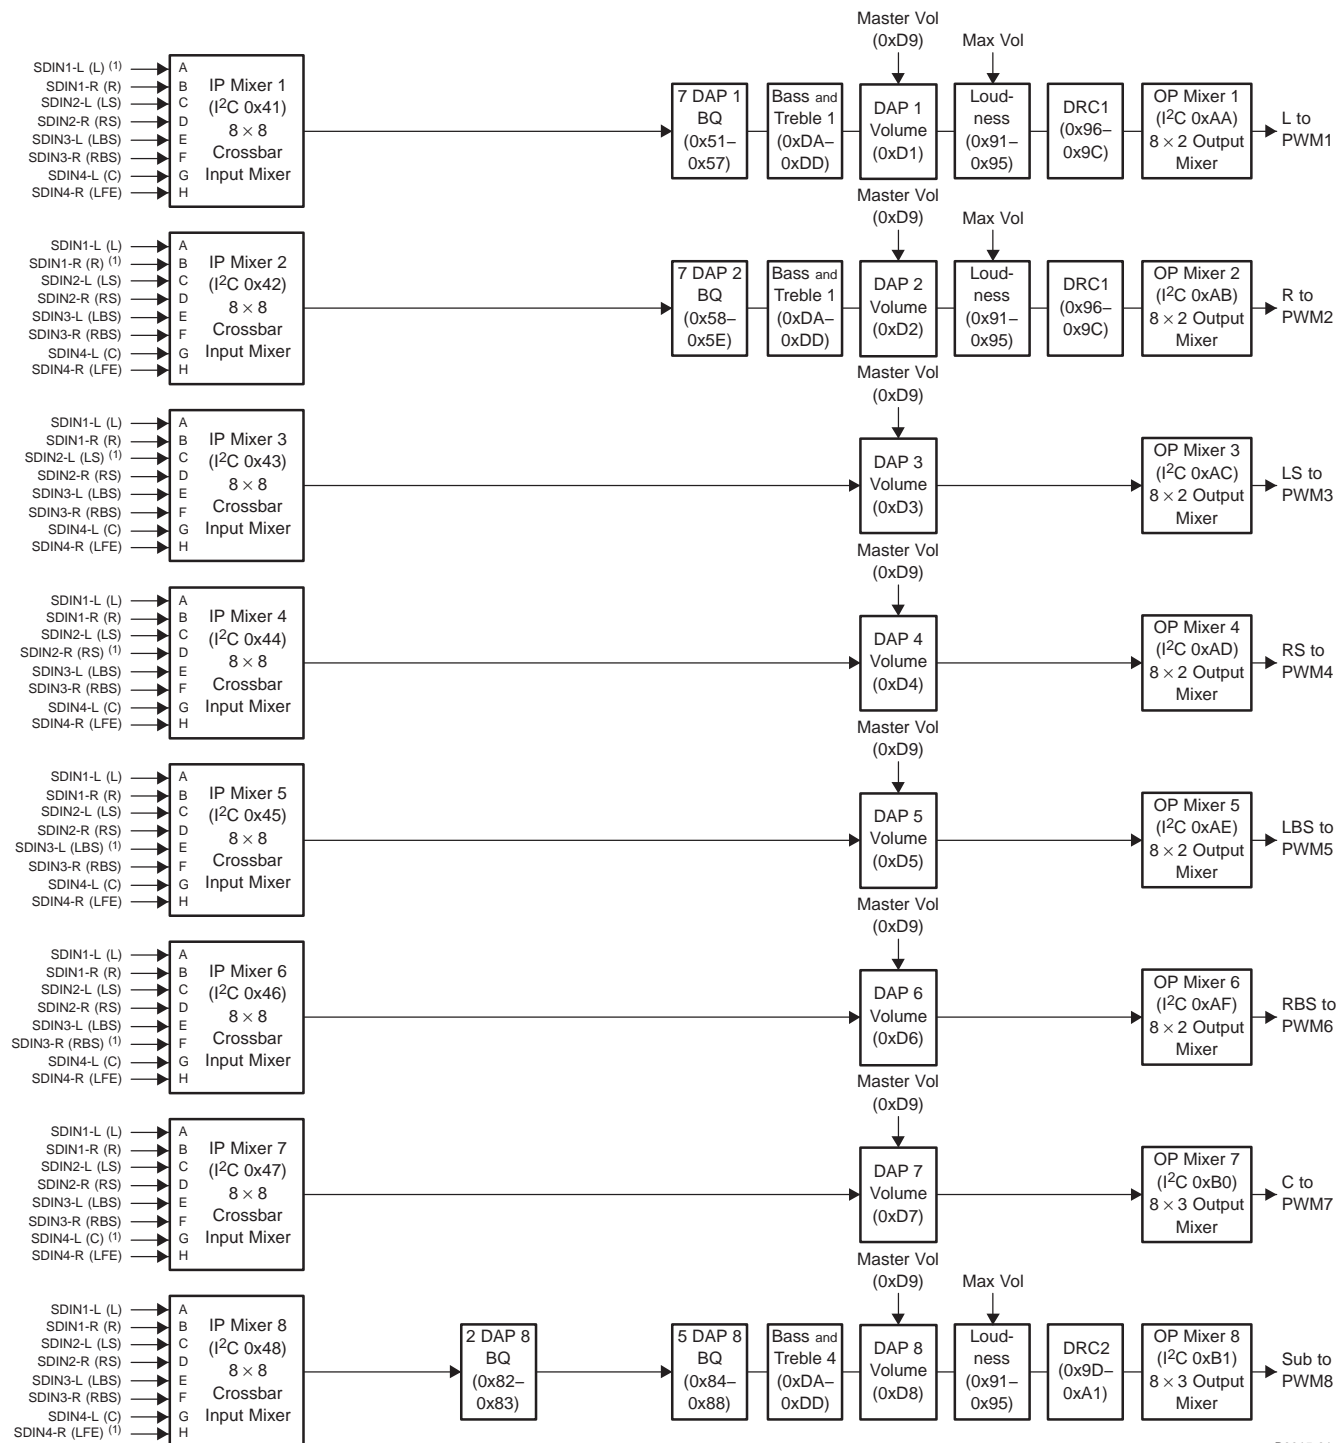 Master Vol
(0xD9)
Max Vol
SDIN1-L (L) (1)
SDIN1-R (R)
SDIN2-L (LS)
SDIN2-R (RS)
SDIN3-L (LBS)
SDIN3-R (RBS)
SDIN4-L (C)
SDIN4-R (LFE)
A
B
C
D
E
F
G
H
IP Mixer 1
(I2C 0x41)
8 × 8
Crossbar
Input Mixer
7 DAP 1
BQ
(0x51–
0x57)
Bass and
Treble 1
(0xDA–
0xDD)
DAP 1
Volume
(0xD1)
Loud-
ness
(0x91–
0x95)
DRC1
(0x96–
0x9C)
OP Mixer 1
(I2C 0xAA)
8 × 2 Output
Mixer
L to
PWM1
Master Vol
(0xD9)
Max Vol
SDIN1-L (L)
SDIN1-R (R) (1)
SDIN2-L (LS)
SDIN2-R (RS)
SDIN3-L (LBS)
SDIN3-R (RBS)
SDIN4-L (C)
SDIN4-R (LFE)
A
B
C
D
E
F
G
H
IP Mixer 2
(I2C 0x42)
8 × 8
Crossbar
Input Mixer
7 DAP 2
BQ
(0x58–
0x5E)
Bass and
Treble 1
(0xDA–
0xDD)
DAP 2
Volume
(0xD2)
Loud-
ness
(0x91–
0x95)
DRC1
(0x96–
0x9C)
OP Mixer 2
(I2C 0xAB)
8 × 2 Output
Mixer
R to
PWM2
Master Vol
(0xD9)
SDIN1-L (L)
SDIN1-R (R)
SDIN2-L (LS) (1)
SDIN2-R (RS)
SDIN3-L (LBS)
SDIN3-R (RBS)
SDIN4-L (C)
SDIN4-R (LFE)
A
B
C
D
E
F
G
H
IP Mixer 3
(I2C 0x43)
8 × 8
Crossbar
Input Mixer
DAP 3
Volume
(0xD3)
OP Mixer 3
(I2C 0xAC)
8 × 2 Output
Mixer
LS to
PWM3
Master Vol
(0xD9)
SDIN1-L (L)
SDIN1-R (R)
SDIN2-L (LS)
SDIN2-R (RS) (1)
SDIN3-L (LBS)
SDIN3-R (RBS)
SDIN4-L (C)
SDIN4-R (LFE)
A
B
C
D
E
F
G
H
IP Mixer 4
(I2C 0x44)
8 × 8
Crossbar
Input Mixer
DAP 4
Volume
(0xD4)
OP Mixer 4
(I2C 0xAD)
8 × 2 Output
Mixer
RS to
PWM4
Master Vol
(0xD9)
SDIN1-L (L)
SDIN1-R (R)
SDIN2-L (LS)
SDIN2-R (RS)
SDIN3-L (LBS) (1)
SDIN3-R (RBS)
SDIN4-L (C)
SDIN4-R (LFE)
A
B
C
D
E
F
G
H
IP Mixer 5
(I2C 0x45)
8 × 8
Crossbar
Input Mixer
DAP 5
Volume
(0xD5)
OP Mixer 5
(I2C 0xAE)
8 × 2 Output
Mixer
LBS to
PWM5
Master Vol
(0xD9)
SDIN1-L (L)
SDIN1-R (R)
SDIN2-L (LS)
SDIN2-R (RS)
SDIN3-L (LBS)
SDIN3-R (RBS) (1)
SDIN4-L (C)
SDIN4-R (LFE)
A
B
C
D
E
F
G
H
IP Mixer 6
(I2C 0x46)
8 × 8
Crossbar
Input Mixer
DAP 6
Volume
(0xD6)
OP Mixer 6
(I2C 0xAF)
8 × 2 Output
Mixer
RBS to
PWM6
Master Vol
(0xD9)
SDIN1-L (L)
SDIN1-R (R)
SDIN2-L (LS)
SDIN2-R (RS)
SDIN3-L (LBS)
SDIN3-R (RBS)
SDIN4-L (C) (1)
SDIN4-R (LFE)
A
B
C
D
E
F
G
H
IP Mixer 7
(I2C 0x47)
8 × 8
Crossbar
Input Mixer
DAP 7
Volume
(0xD7)
OP Mixer 7
(I2C 0xB0)
8 × 3 Output
Mixer
C to
PWM7
Master Vol
(0xD9)
Max Vol
SDIN1-L (L)
SDIN1-R (R)
SDIN2-L (LS)
SDIN2-R (RS)
SDIN3-L (LBS)
SDIN3-R (RBS)
SDIN4-L (C)
SDIN4-R (LFE) (1)
A
B
C
D
E
F
G
H
IP Mixer 8
(I2C 0x48)
8 × 8
Crossbar
Input Mixer
2 DAP 8
BQ
(0x82–
0x83)
5 DAP 8
BQ
(0x84–
0x88)
Bass and
Treble 4
(0xDA–
0xDD)
DAP 8
Volume
(0xD8)
Loud-
ness
(0x91–
0x95)
DRC2
(0x9D–
0xA1)
OP Mixer 8
(I2C 0xB1)
8 × 3 Output
Mixer
Sub to
PWM8